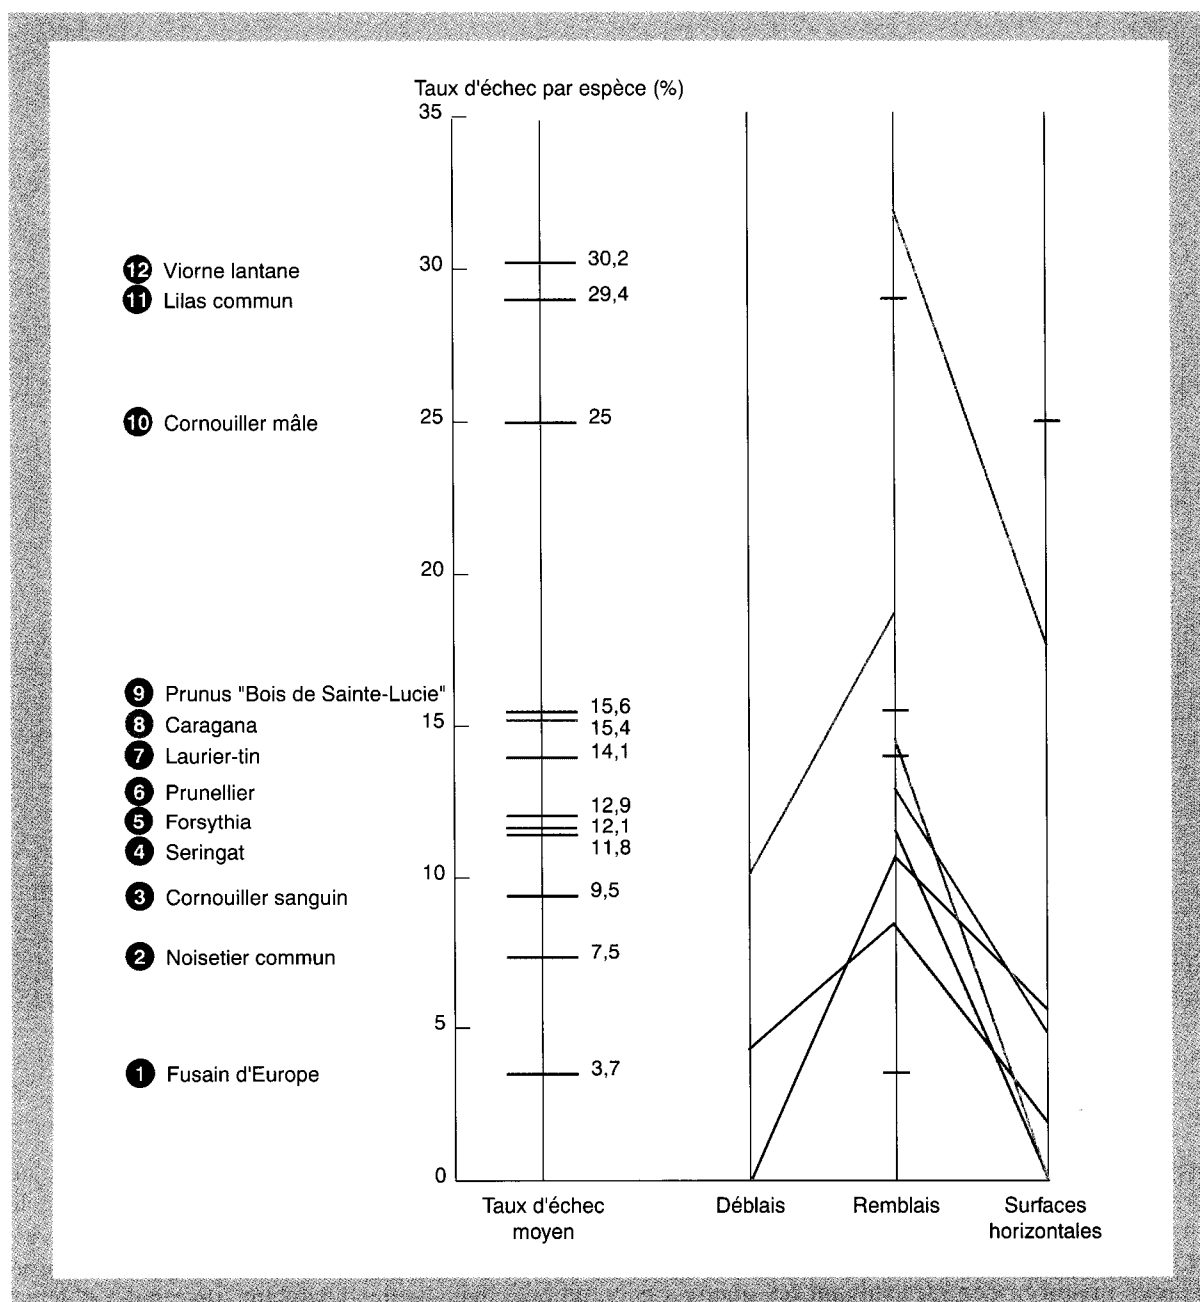 Taux d'échec par espèce (%)
35
30
25
20
15
10
5
0
12 Viorne lantane
11 Lilas commun
10 Cornouiller mâle
9 Prunus "Bois de Sainte-Lucie"
8 Caragana
7 Laurier-tin
6 Prunellier
5 Forsythia
4 Seringat
3 Cornouiller sanguin
2 Noisetier commun
1 Fusain d'Europe
30,2
29,4
25
15,6
15,4
14,1
12,9
12,1
11,8
9,5
7,5
3,7
Taux d'échec
moyen
Déblais
Remblais
Surfaces
horizontales